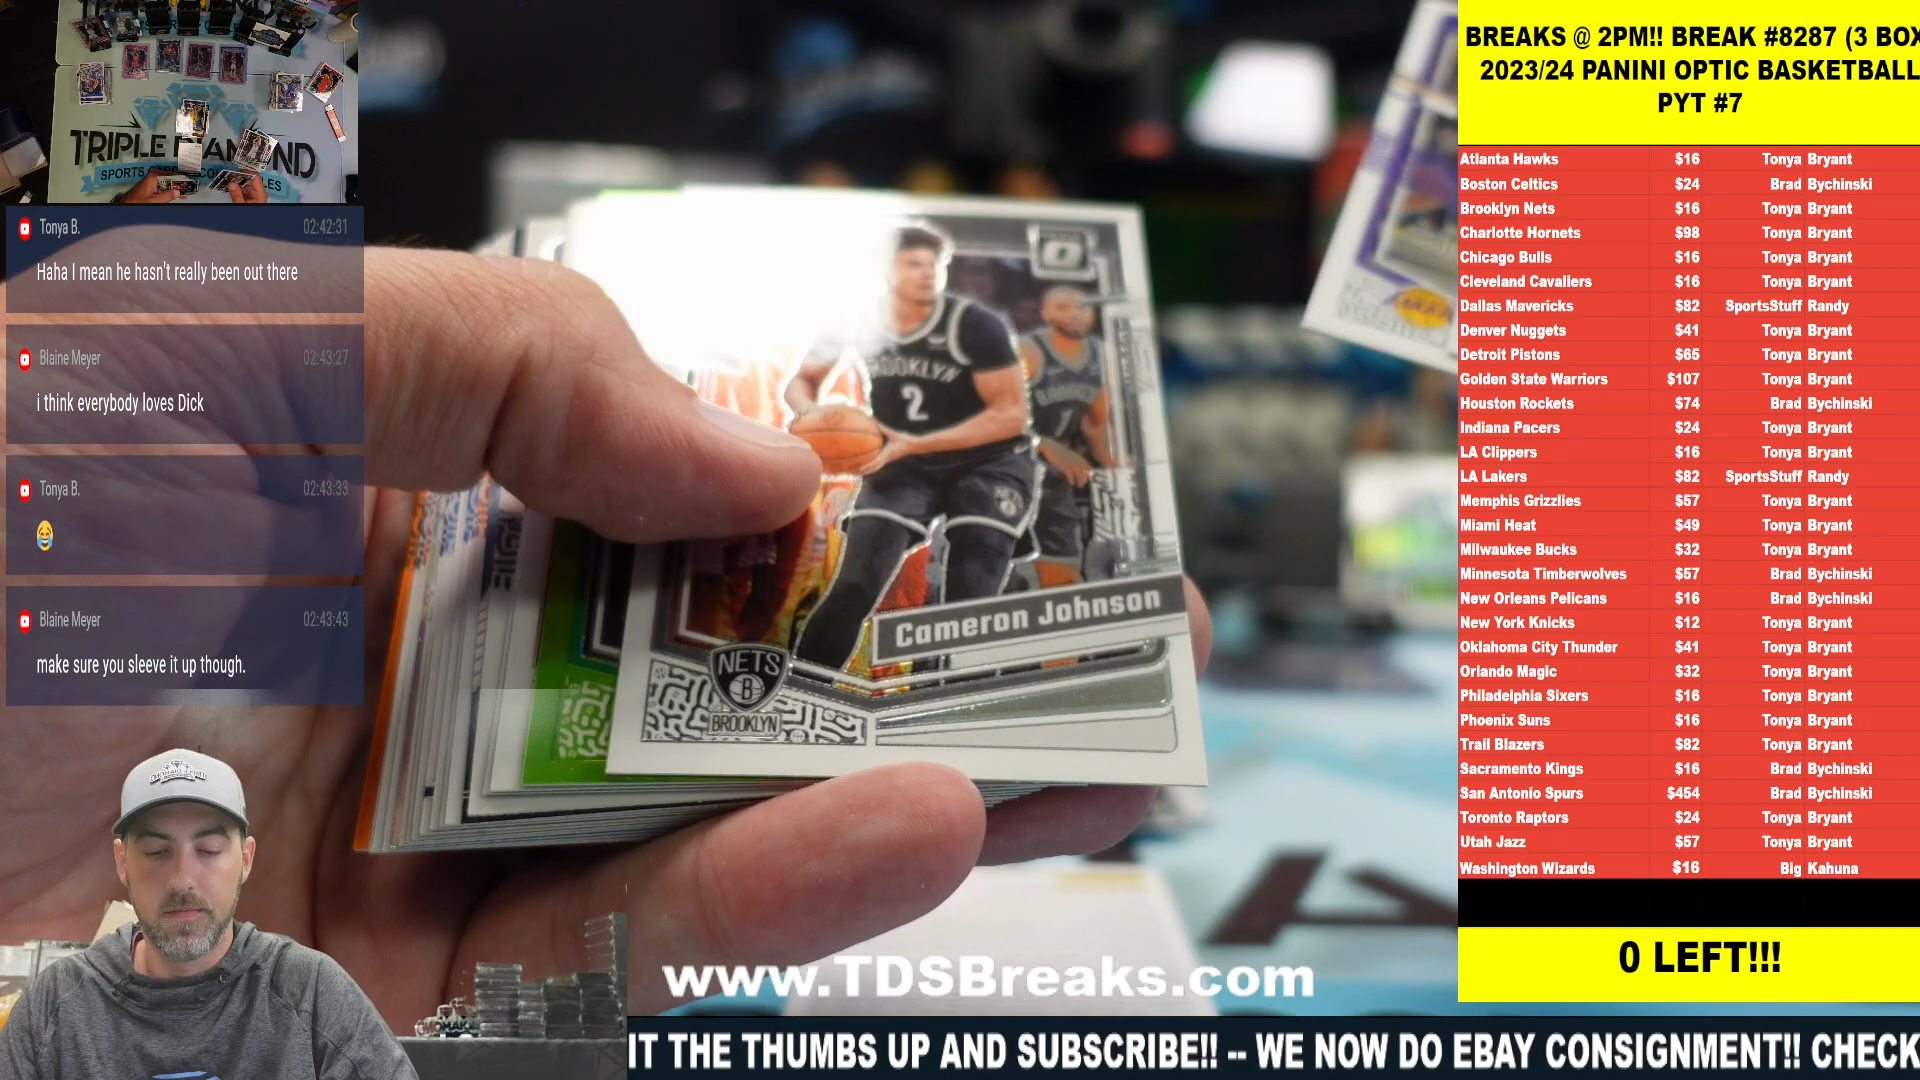 TRIPLE DIAMOND
Tonya B. 02:42:31
Haha I mean he hasn't really been out there
Blaine Meyer 02:43:27
i think everybody loves Dick
Tonya B. 02:43:33
😂
Blaine Meyer 02:43:43
make sure you sleeve it up though.
BROOKLYN
2
Cameron Johnson
NETS
B
BROOKLYN
www.TDSBreaks.com
IT THE THUMBS UP AND SUBSCRIBE!! -- WE NOW DO EBAY CONSIGNMENT!! CHECK
BREAKS @ 2PM!! BREAK #8287 (3 BOX
2023/24 PANINI OPTIC BASKETBALL
PYT #7
Atlanta Hawks $16 Tonya Bryant
Boston Celtics $24 Brad Bychinski
Brooklyn Nets $16 Tonya Bryant
Charlotte Hornets $98 Tonya Bryant
Chicago Bulls $16 Tonya Bryant
Cleveland Cavaliers $16 Tonya Bryant
Dallas Mavericks $82 SportsStuff Randy
Denver Nuggets $41 Tonya Bryant
Detroit Pistons $65 Tonya Bryant
Golden State Warriors $107 Tonya Bryant
Houston Rockets $74 Brad Bychinski
Indiana Pacers $24 Tonya Bryant
LA Clippers $16 Tonya Bryant
LA Lakers $82 SportsStuff Randy
Memphis Grizzlies $57 Tonya Bryant
Miami Heat $49 Tonya Bryant
Milwaukee Bucks $32 Tonya Bryant
Minnesota Timberwolves $57 Brad Bychinski
New Orleans Pelicans $16 Brad Bychinski
New York Knicks $12 Tonya Bryant
Oklahoma City Thunder $41 Tonya Bryant
Orlando Magic $32 Tonya Bryant
Philadelphia Sixers $16 Tonya Bryant
Phoenix Suns $16 Tonya Bryant
Trail Blazers $82 Tonya Bryant
Sacramento Kings $16 Brad Bychinski
San Antonio Spurs $454 Brad Bychinski
Toronto Raptors $24 Tonya Bryant
Utah Jazz $57 Tonya Bryant
Washington Wizards $16 Big Kahuna
0 LEFT!!!